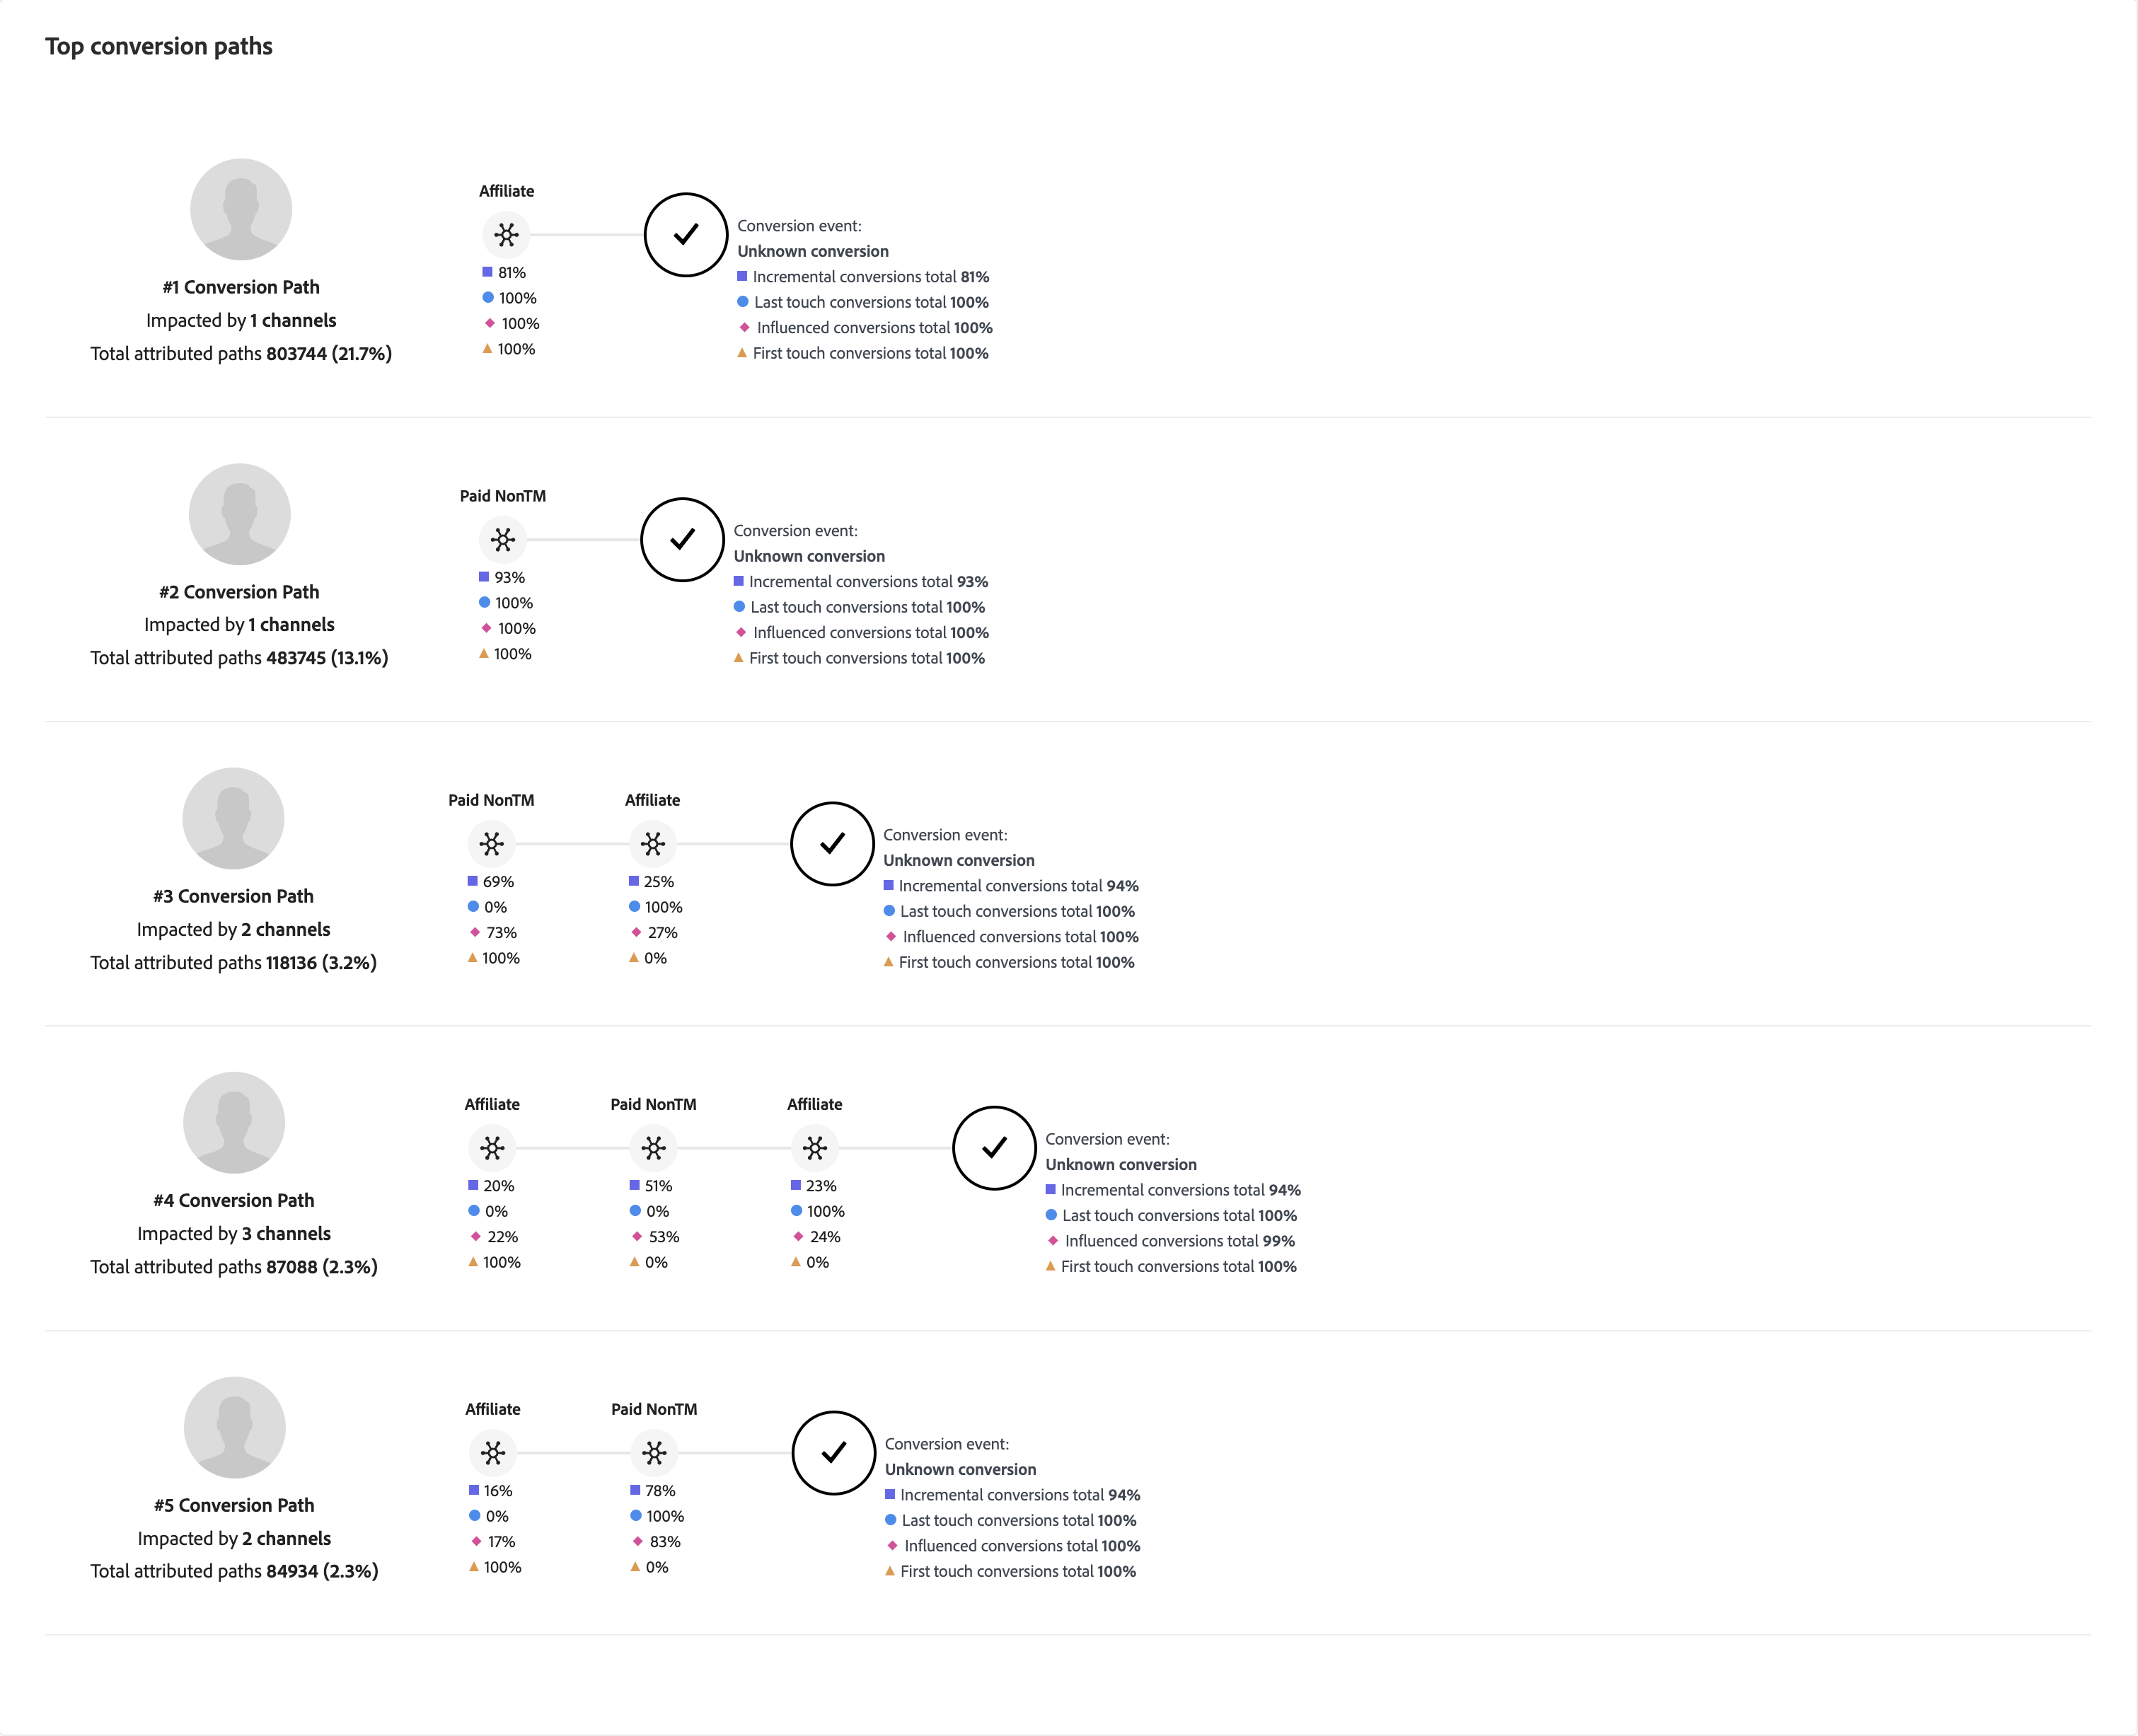 Top conversion paths
#1 Conversion Path
Impacted by 1 channels
Total attributed paths 803744 (21.7%)
Affiliate
81%
100%
100%
100%
Conversion event:
Unknown conversion
Incremental conversions total 81%
Last touch conversions total 100%
Influenced conversions total 100%
First touch conversions total 100%
#2 Conversion Path
Impacted by 1 channels
Total attributed paths 483745 (13.1%)
Paid NonTM
93%
100%
100%
100%
Conversion event:
Unknown conversion
Incremental conversions total 93%
Last touch conversions total 100%
Influenced conversions total 100%
First touch conversions total 100%
#3 Conversion Path
Impacted by 2 channels
Total attributed paths 118136 (3.2%)
Paid NonTM
69%
0%
73%
100%
Affiliate
25%
100%
27%
0%
Conversion event:
Unknown conversion
Incremental conversions total 94%
Last touch conversions total 100%
Influenced conversions total 100%
First touch conversions total 100%
#4 Conversion Path
Impacted by 3 channels
Total attributed paths 87088 (2.3%)
Affiliate
20%
0%
22%
100%
Paid NonTM
51%
0%
53%
0%
Affiliate
23%
100%
24%
0%
Conversion event:
Unknown conversion
Incremental conversions total 94%
Last touch conversions total 100%
Influenced conversions total 99%
First touch conversions total 100%
#5 Conversion Path
Impacted by 2 channels
Total attributed paths 84934 (2.3%)
Affiliate
16%
0%
17%
100%
Paid NonTM
78%
100%
83%
0%
Conversion event:
Unknown conversion
Incremental conversions total 94%
Last touch conversions total 100%
Influenced conversions total 100%
First touch conversions total 100%